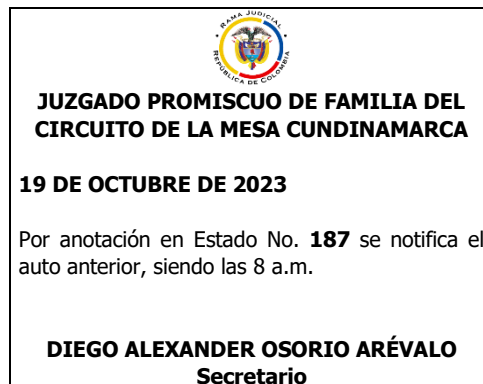 RAMA JUDICIAL
REPÚBLICA DE COLOMBIA
JUZGADO PROMISCUO DE FAMILIA DEL
CIRCUITO DE LA MESA CUNDINAMARCA
19 DE OCTUBRE DE 2023
Por anotación en Estado No. 187 se notifica el
auto anterior, siendo las 8 a.m.
DIEGO ALEXANDER OSORIO ARÉVALO
Secretario